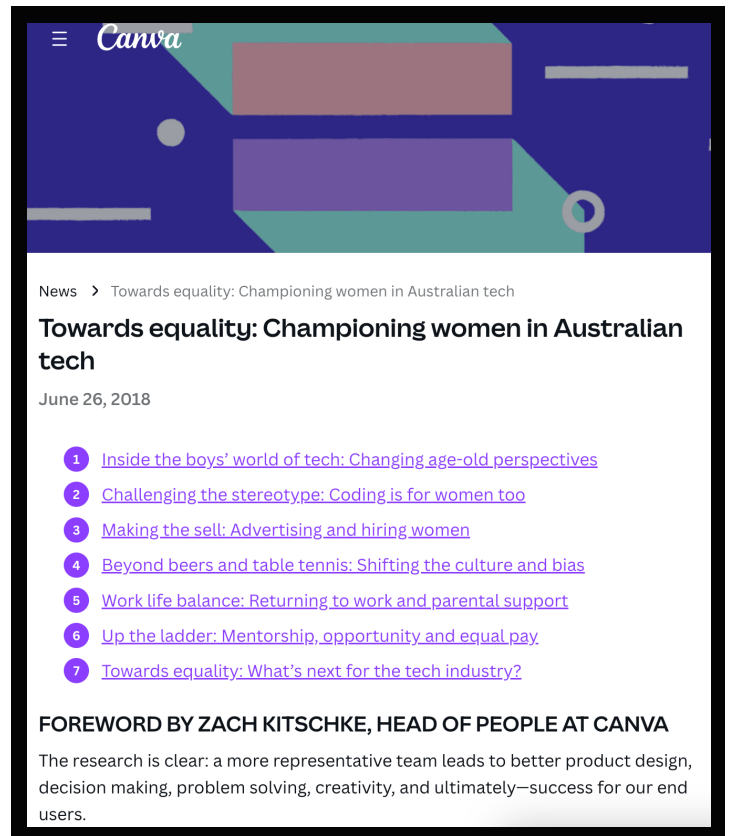 Canva
News > Towards equality: Championing women in Australian tech
Towards equality: Championing women in Australian
tech
June 26, 2018
1 Inside the boys’ world of tech: Changing age-old perspectives
2 Challenging the stereotype: Coding is for women too
3 Making the sell: Advertising and hiring women
4 Beyond beers and table tennis: Shifting the culture and bias
5 Work life balance: Returning to work and parental support
6 Up the ladder: Mentorship, opportunity and equal pay
7 Towards equality: What’s next for the tech industry?
FOREWORD BY ZACH KITSCHKE, HEAD OF PEOPLE AT CANVA
The research is clear: a more representative team leads to better product design,
decision making, problem solving, creativity, and ultimately—success for our end
users.